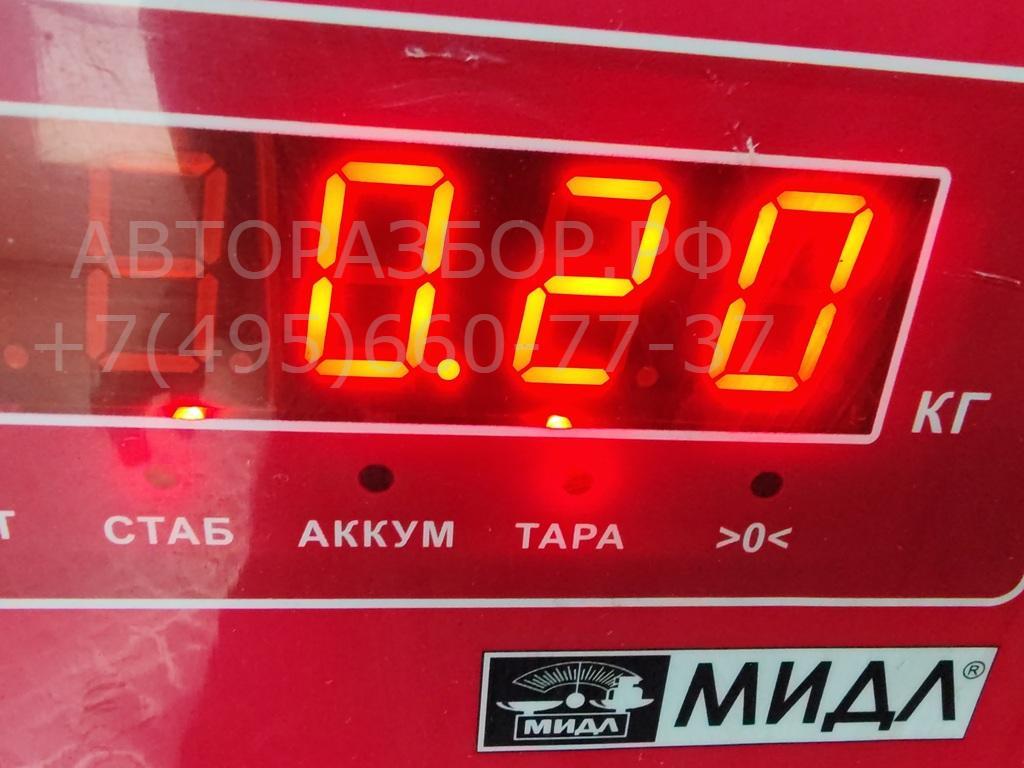 0.20
АВТОРАЗБОР.РФ
+7(495)660-77-37
КГ
Т СТАБ АККУМ ТАРА >0<
МИДЛ МИДЛ®